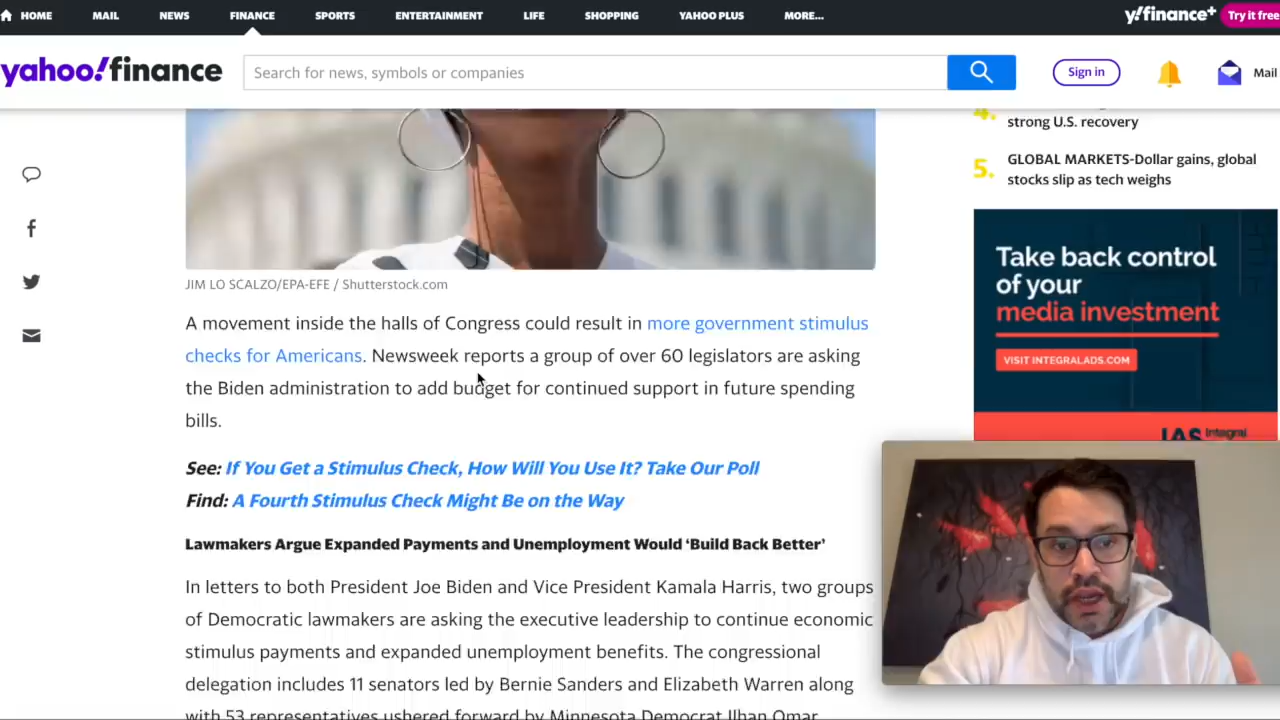 HOME MAIL NEWS FINANCE SPORTS ENTERTAINMENT LIFE SHOPPING YAHOO PLUS MORE...
y!finance+ Try it free
yahoo!finance
Search for news, symbols or companies
Sign in
Mail
4.
strong U.S. recovery
5. GLOBAL MARKETS-Dollar gains, global
stocks slip as tech weighs
Take back control
of your
media investment
VISIT INTEGRALADS.COM
IAS Integral
JIM LO SCALZO/EPA-EFE / Shutterstock.com
A movement inside the halls of Congress could result in more government stimulus
checks for Americans. Newsweek reports a group of over 60 legislators are asking
the Biden administration to add budget for continued support in future spending
bills.
See: If You Get a Stimulus Check, How Will You Use It? Take Our Poll
Find: A Fourth Stimulus Check Might Be on the Way
Lawmakers Argue Expanded Payments and Unemployment Would ‘Build Back Better’
In letters to both President Joe Biden and Vice President Kamala Harris, two groups
of Democratic lawmakers are asking the executive leadership to continue economic
stimulus payments and expanded unemployment benefits. The congressional
delegation includes 11 senators led by Bernie Sanders and Elizabeth Warren along
with 53 representatives ushered forward by Minnesota Democrat Ilhan Omar.